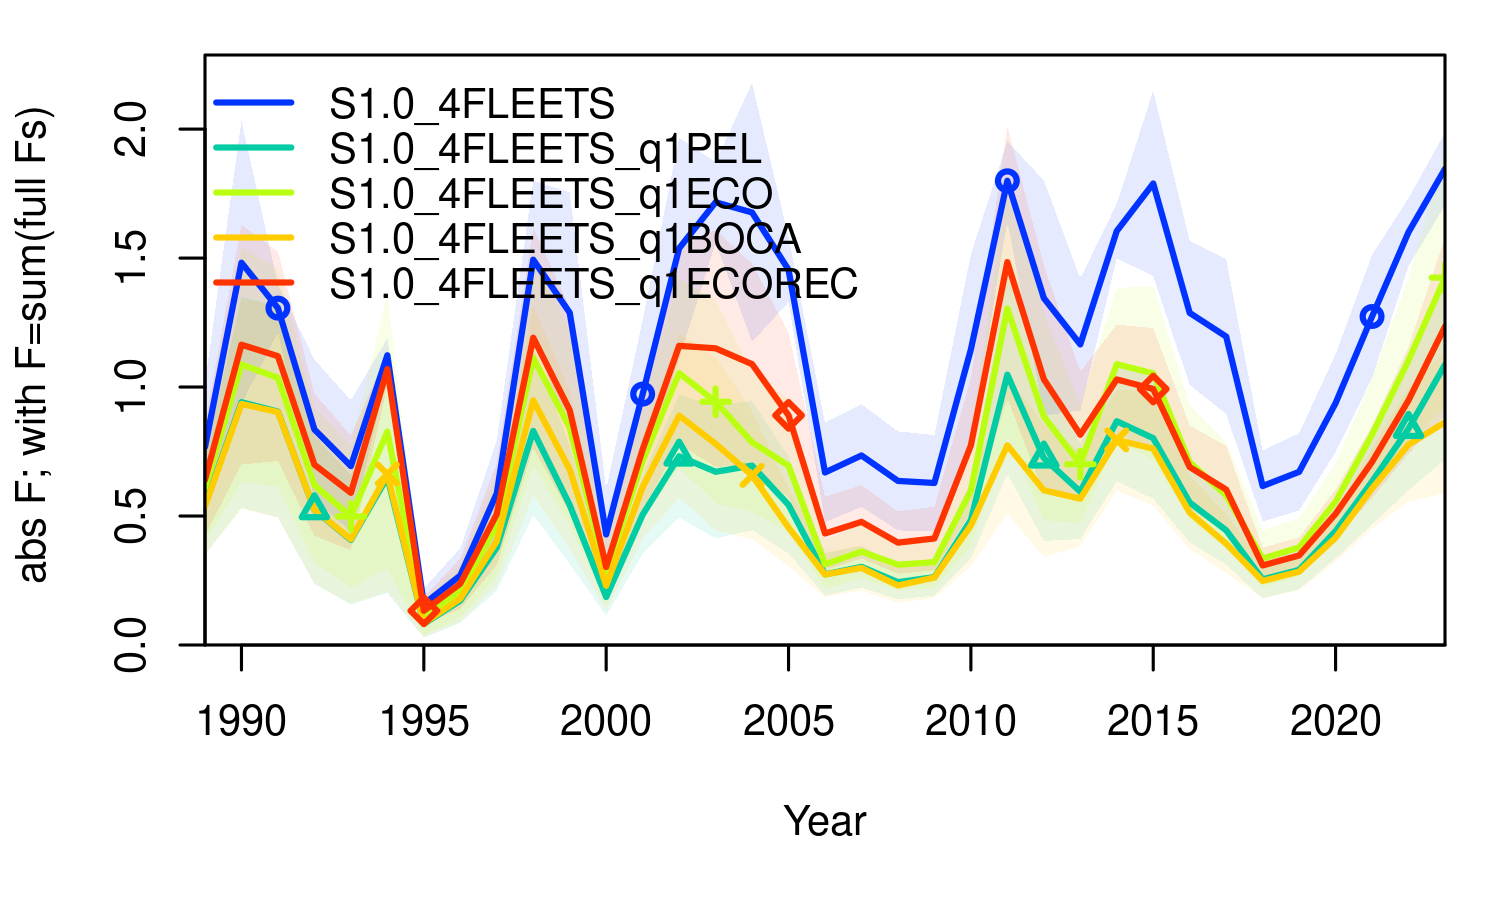 abs F; with F=sum(full Fs)
2.0
1.5
1.0
0.5
0.0
S1.0_4FLEETS
S1.0_4FLEETS_q1PEL
S1.0_4FLEETS_q1ECO
S1.0_4FLEETS_q1BOCA
S1.0_4FLEETS_q1ECOREC
1990 1995 2000 2005 2010 2015 2020
Year